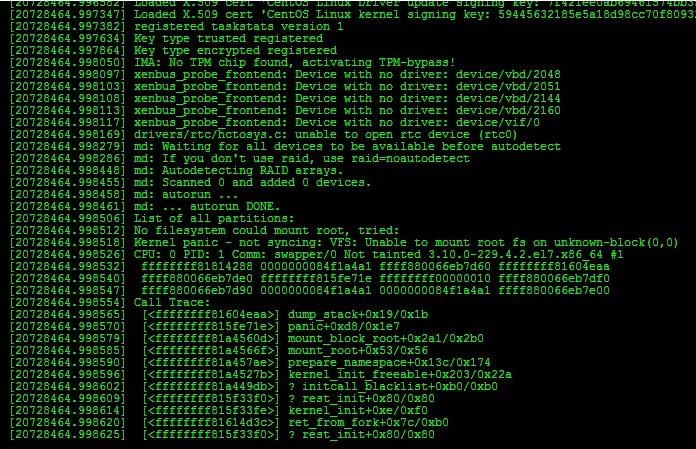 [20728464.997347] Loaded X.509 cert 'CentOS Linux kernel signing key: 59445632185e5a18d98cc70f8093
[20728464.997382] registered taskstats version 1
[20728464.997634] Key type trusted registered
[20728464.997864] Key type encrypted registered
[20728464.998050] IMA: No TPM chip found, activating TPM-bypass!
[20728464.998097] xenbus_probe_frontend: Device with no driver: device/vbd/2048
[20728464.998103] xenbus_probe_frontend: Device with no driver: device/vbd/2051
[20728464.998108] xenbus_probe_frontend: Device with no driver: device/vbd/2144
[20728464.998113] xenbus_probe_frontend: Device with no driver: device/vbd/2160
[20728464.998117] xenbus_probe_frontend: Device with no driver: device/vif/0
[20728464.998169] drivers/rtc/hctosys.c: unable to open rtc device (rtc0)
[20728464.998279] md: Waiting for all devices to be available before autodetect
[20728464.998286] md: If you don't use raid, use raid=noautodetect
[20728464.998448] md: Autodetecting RAID arrays.
[20728464.998455] md: Scanned 0 and added 0 devices.
[20728464.998458] md: autorun ...
[20728464.998461] md: ... autorun DONE.
[20728464.998506] List of all partitions:
[20728464.998512] No filesystem could mount root, tried:
[20728464.998518] Kernel panic - not syncing: VFS: Unable to mount root fs on unknown-block(0,0)
[20728464.998526] CPU: 0 PID: 1 Comm: swapper/0 Not tainted 3.10.0-229.4.2.el7.x86_64 #1
[20728464.998532]  ffffffff81814288 0000000084f1a4a1 ffff880066eb7d60 ffffffff81604eaa
[20728464.998540]  ffff880066eb7de0 ffffffff815fe71e ffffffff00000010 ffff880066eb7df0
[20728464.998547]  ffff880066eb7d90 0000000084f1a4a1 0000000084f1a4a1 ffff880066eb7e00
[20728464.998554] Call Trace:
[20728464.998565]  [<ffffffff81604eaa>] dump_stack+0x19/0x1b
[20728464.998570]  [<ffffffff815fe71e>] panic+0xd8/0x1e7
[20728464.998579]  [<ffffffff81a4560d>] mount_block_root+0x2a1/0x2b0
[20728464.998585]  [<ffffffff81a4566f>] mount_root+0x53/0x56
[20728464.998590]  [<ffffffff81a457ae>] prepare_namespace+0x13c/0x174
[20728464.998596]  [<ffffffff81a4527b>] kernel_init_freeable+0x203/0x22a
[20728464.998602]  [<ffffffff81a449db>] ? initcall_blacklist+0xb0/0xb0
[20728464.998609]  [<ffffffff815f33f0>] ? rest_init+0x80/0x80
[20728464.998614]  [<ffffffff815f33fe>] kernel_init+0xe/0xf0
[20728464.998620]  [<ffffffff81614d3c>] ret_from_fork+0x7c/0xb0
[20728464.998625]  [<ffffffff815f33f0>] ? rest_init+0x80/0x80